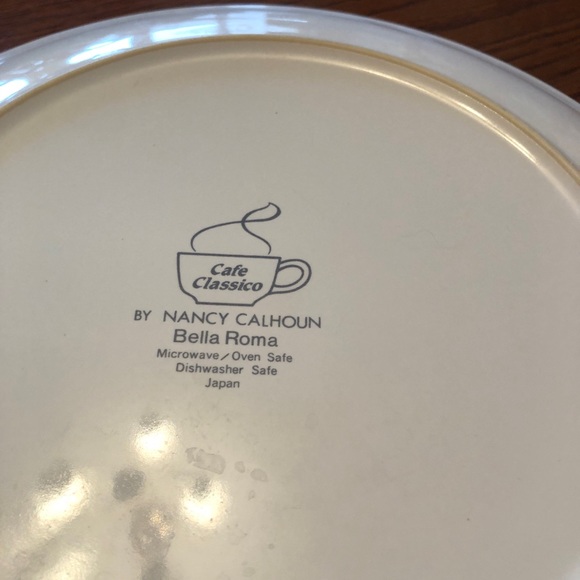 Cafe
Classico
BY NANCY CALHOUN
Bella Roma
Microwave/Oven Safe
Dishwasher Safe
Japan